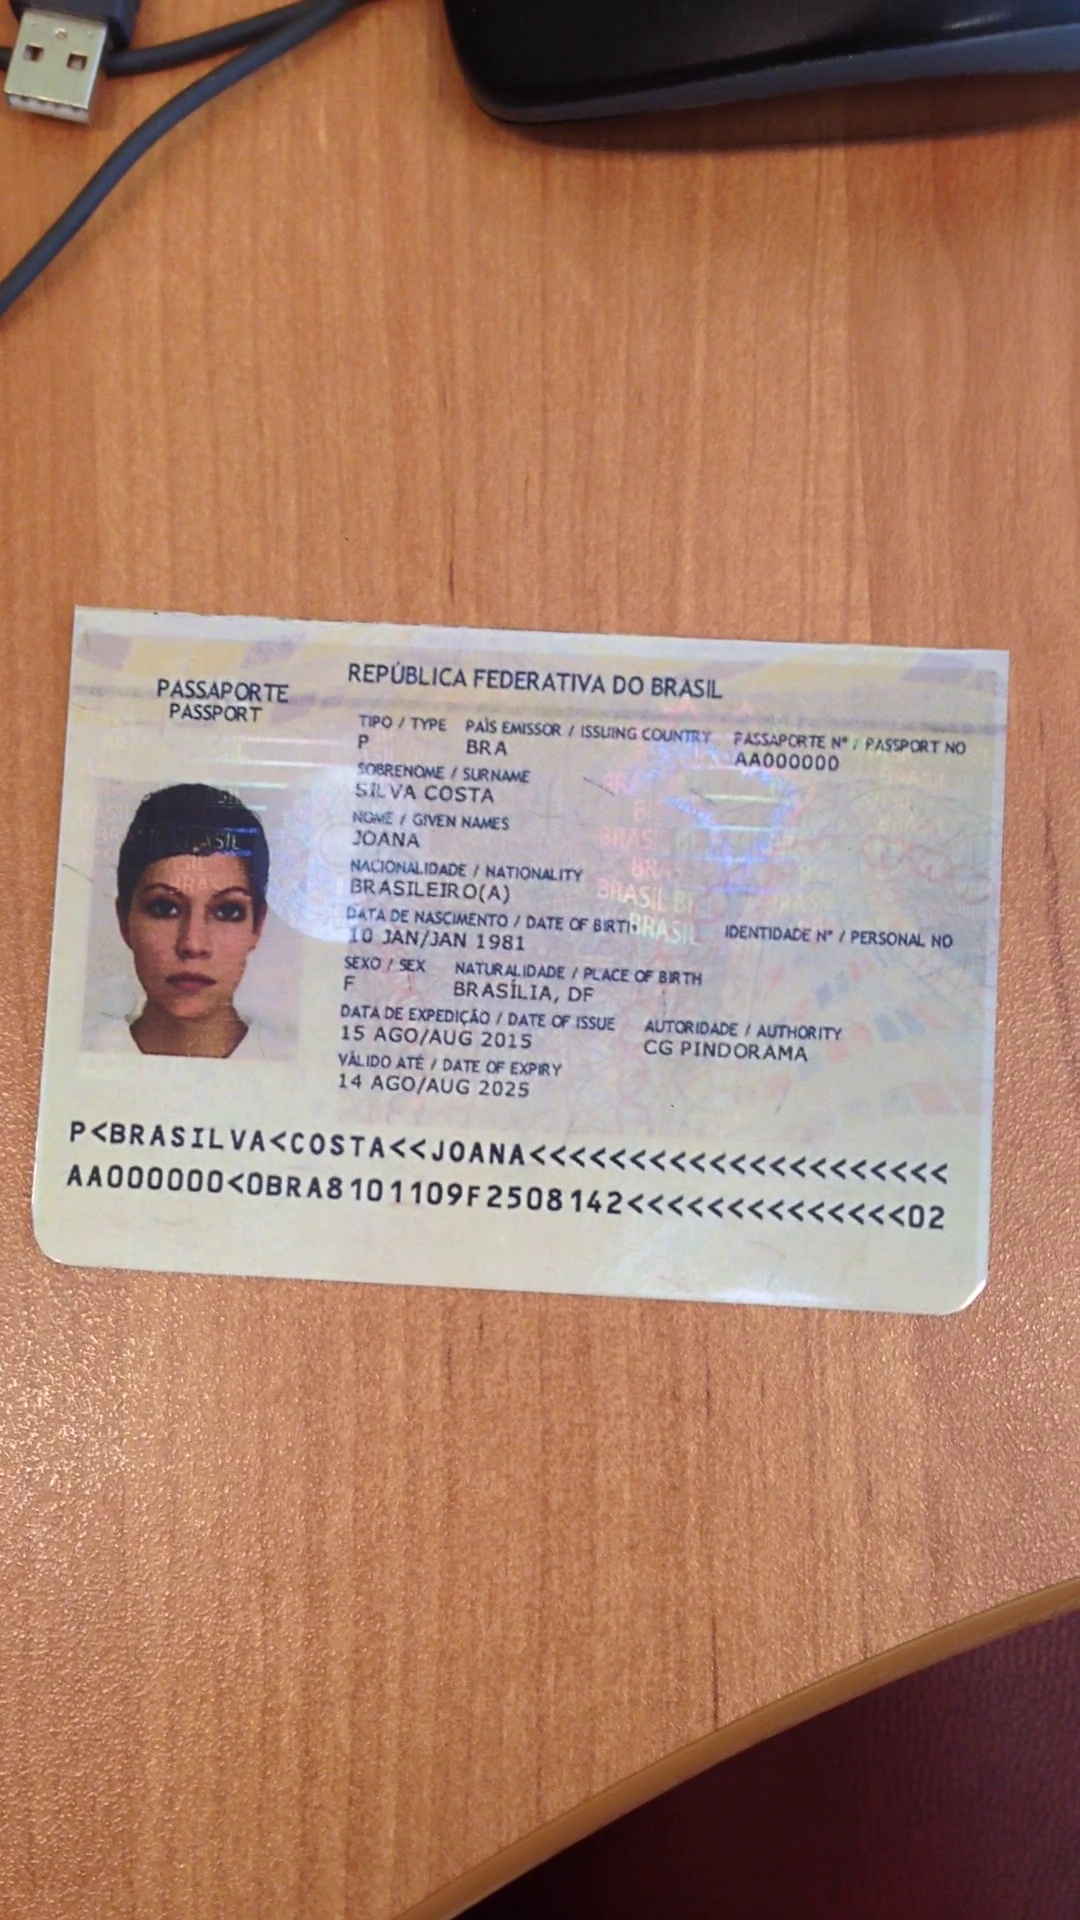 REPÚBLICA FEDERATIVA DO BRASIL
PASSAPORTE
PASSPORT
TIPO / TYPE PAÍS EMISSOR / ISSUING COUNTRY PASSAPORTE Nº / PASSPORT NO
P BRA AA000000
SOBRENOME / SURNAME
SILVA COSTA
NOME / GIVEN NAMES
JOANA
NACIONALIDADE / NATIONALITY
BRASILEIRO(A)
DATA DE NASCIMENTO / DATE OF BIRTH IDENTIDADE Nº / PERSONAL NO
10 JAN/JAN 1981
SEXO / SEX NATURALIDADE / PLACE OF BIRTH
F BRASÍLIA, DF
DATA DE EXPEDIÇÃO / DATE OF ISSUE AUTORIDADE / AUTHORITY
15 AGO/AUG 2015 CG PINDORAMA
VÁLIDO ATÉ / DATE OF EXPIRY
14 AGO/AUG 2025
P<BRASILVA<COSTA<<JOANA<<<<<<<<<<<<<<<<<<<<<
AA000000<0BRA8101109F2508142<<<<<<<<<<<<<<02